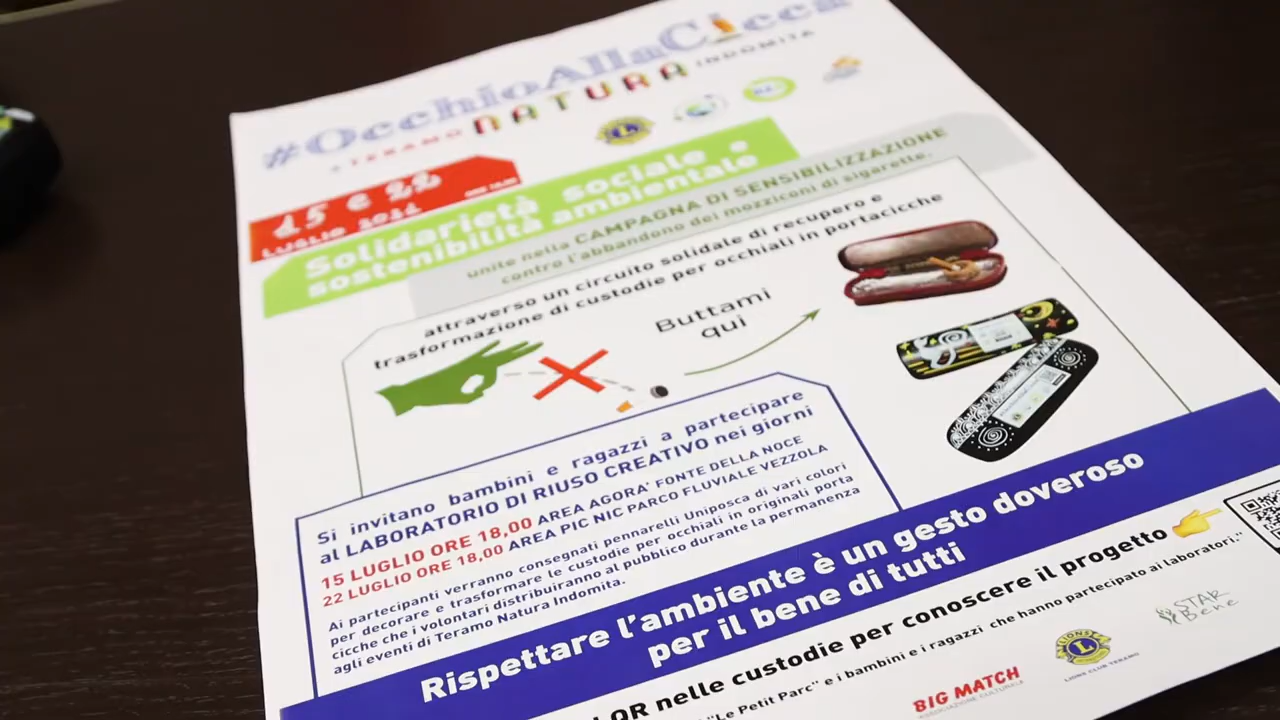 #OcchioAllaCicca
TERAMO NATURA INDOMITA
15 e 22
LUGLIO
Solidarietà sociale e
sostenibilità ambientale
unite nella CAMPAGNA DI SENSIBILIZZAZIONE
contro l'abbandono dei mozziconi di sigarette.
attraverso un circuito solidale di recupero e
trasformazione di custodie per occhiali in portacicche
Buttami
qui
Si invitano bambini e ragazzi a partecipare
al LABORATORIO DI RIUSO CREATIVO nei giorni
15 LUGLIO ORE 18,00 AREA AGORA' FONTE DELLA NOCE
22 LUGLIO ORE 18,00 AREA PIC NIC PARCO FLUVIALE VEZZOLA
Ai partecipanti verranno consegnati pennarelli Uniposca di vari colori
per decorare e trasformare le custodie per occhiali in originali porta
cicche che i volontari distribuiranno al pubblico durante la permanenza
agli eventi di Teramo Natura Indomita.
Rispettare l'ambiente è un gesto doveroso
per il bene di tutti
QR nelle custodie per conoscere il progetto
"Le Petit Parc" e i bambini e i ragazzi che hanno partecipato ai laboratori."
BIG MATCH
ASSOCIAZIONE CULTURALE
LIONS
L
LIONS CLUB TERAMO
STAR
Bene